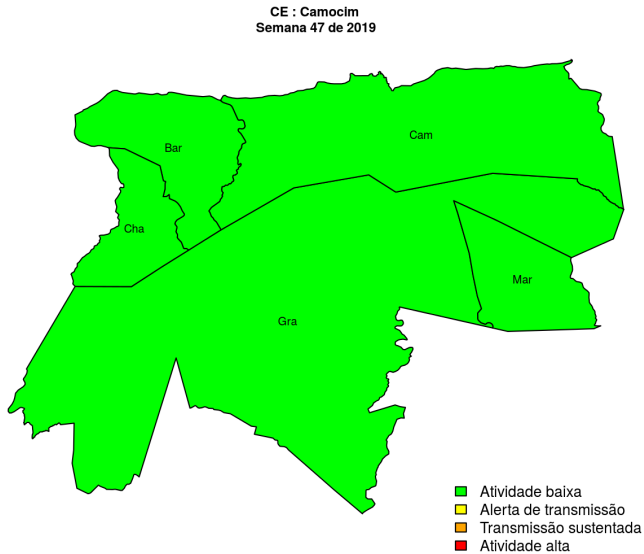 CE : Camocim
Semana 47 de 2019
Bar
Cam
Cha
Mar
Gra
Atividade baixa
Alerta de transmissão
Transmissão sustentada
Atividade alta